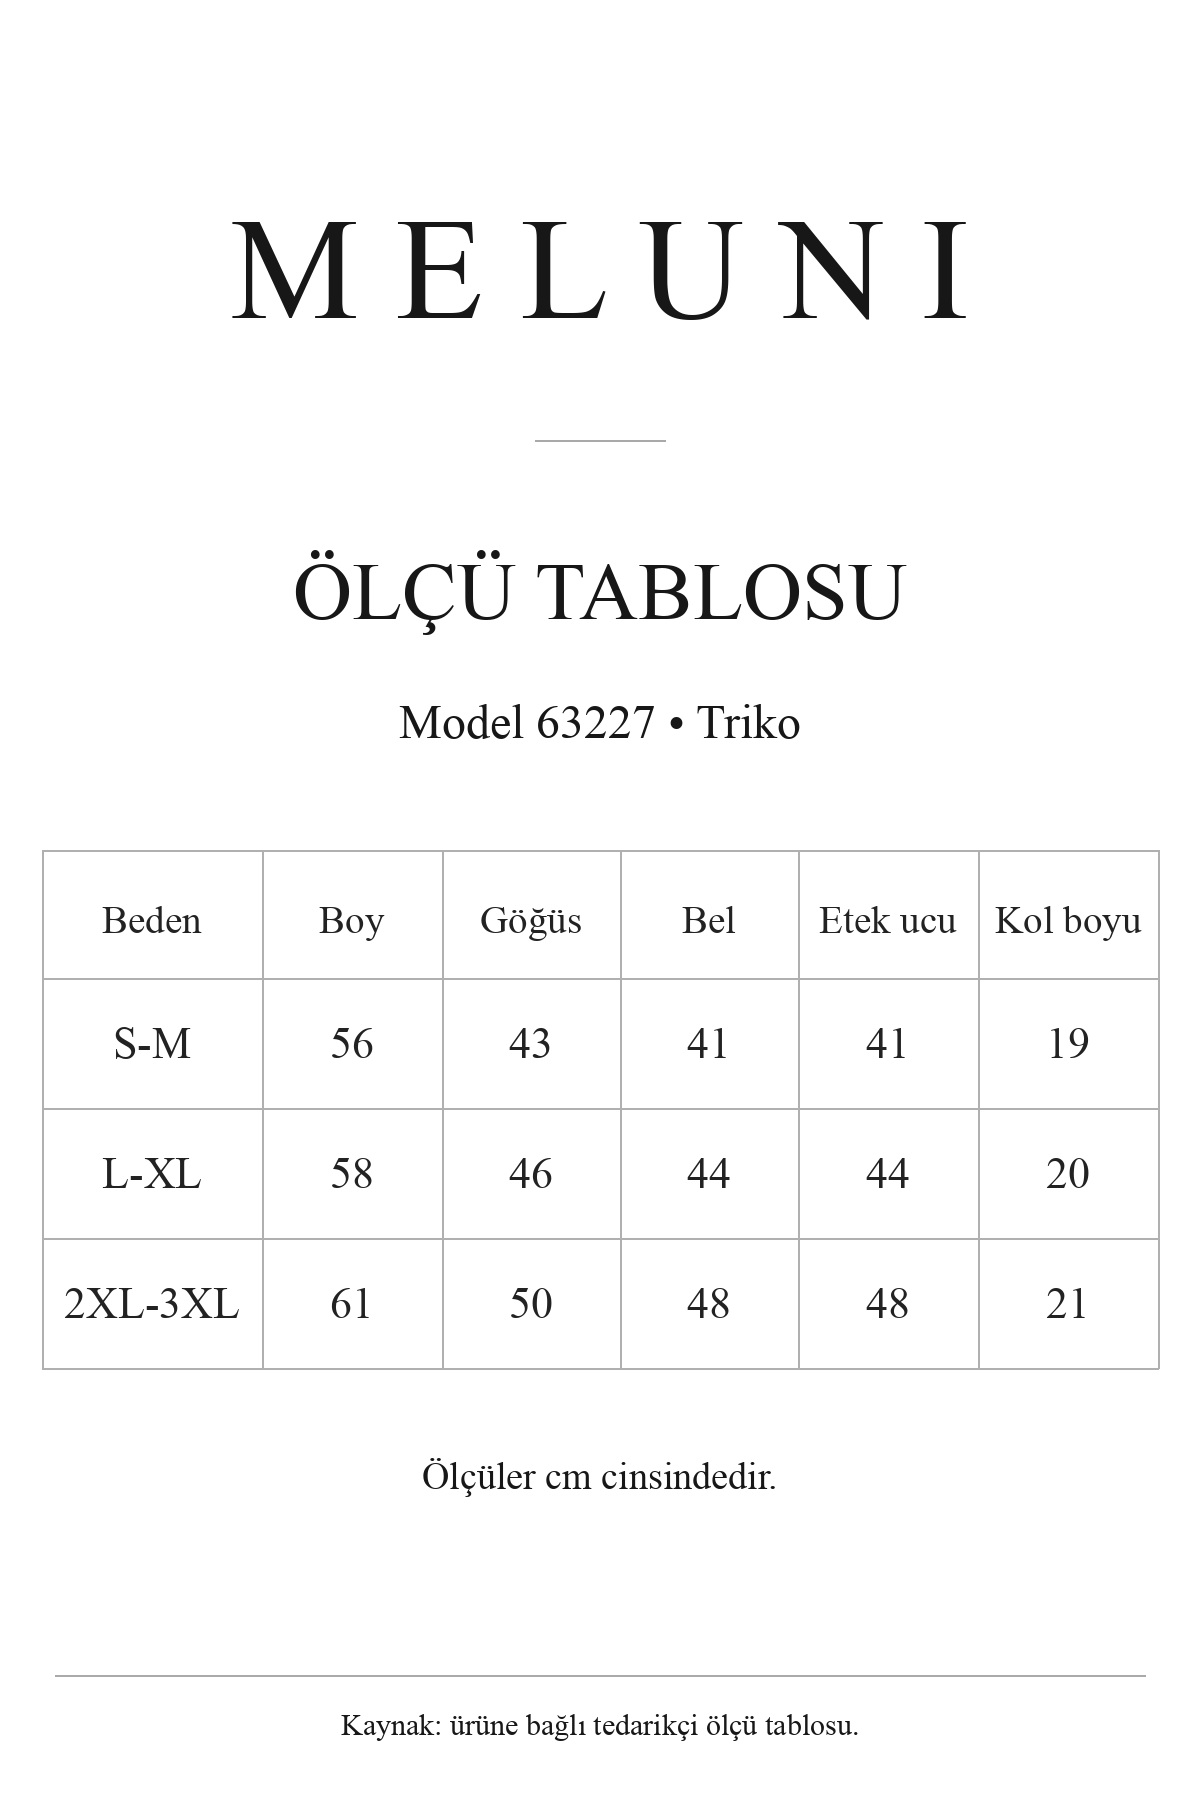 MELUNI
ÖLÇÜ TABLOSU
Model 63227 • Triko
Beden Boy Göğüs Bel Etek ucu Kol boyu
S-M 56 43 41 41 19
L-XL 58 46 44 44 20
2XL-3XL 61 50 48 48 21
Ölçüler cm cinsindedir.
Kaynak: ürüne bağlı tedarikçi ölçü tablosu.